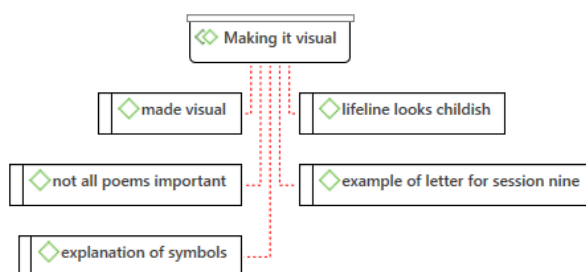 Making it visual
made visual
lifeline looks childish
not all poems important
example of letter for session nine
explanation of symbols